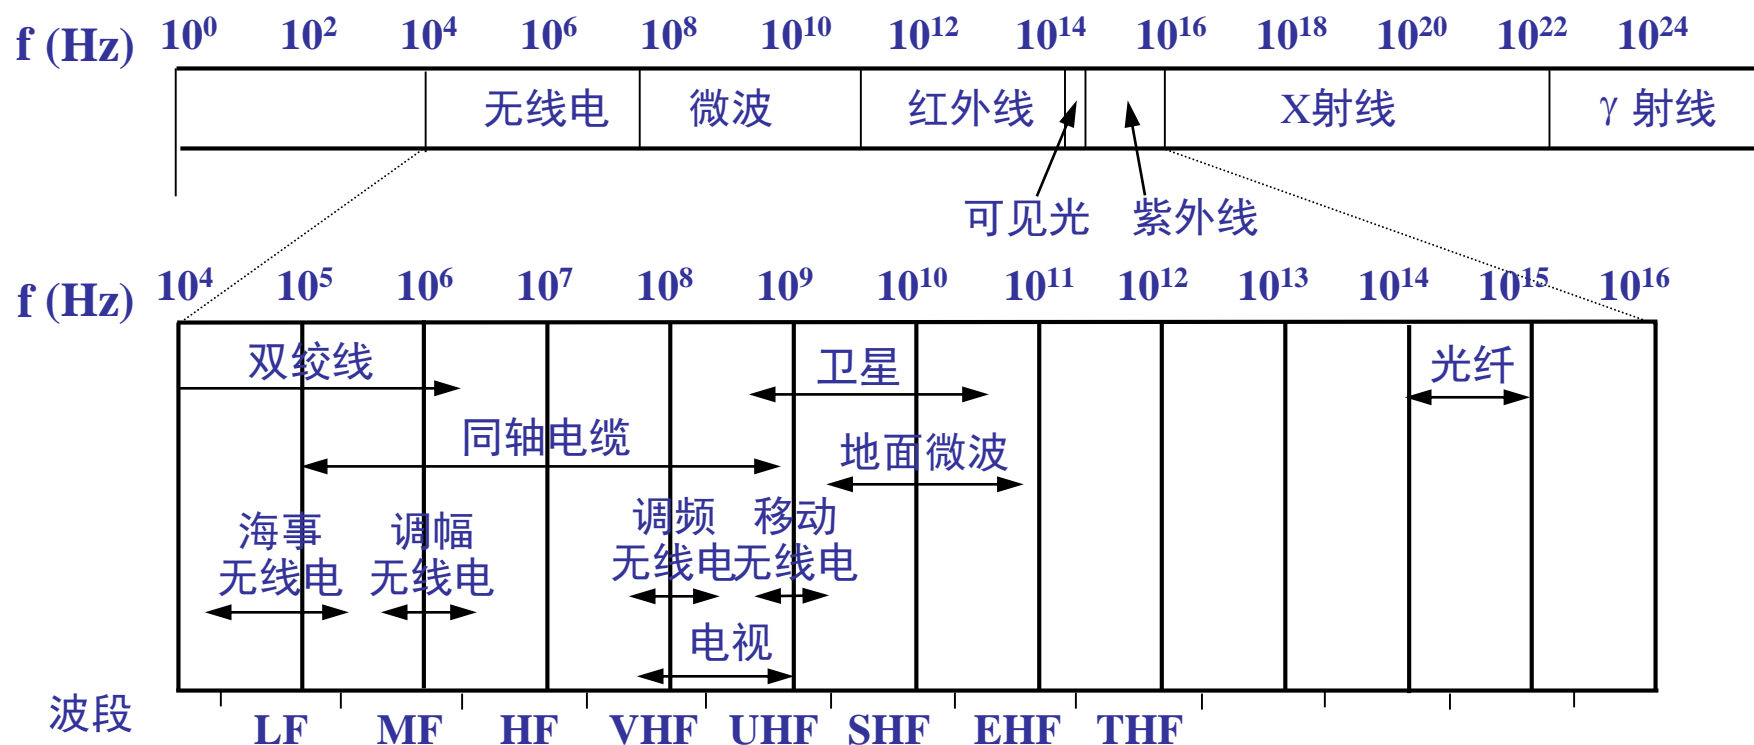 f (Hz) 10⁰ 10² 10⁴ 10⁶ 10⁸ 10¹⁰ 10¹² 10¹⁴ 10¹⁶ 10¹⁸ 10²⁰ 10²² 10²⁴
无线电 微波 红外线 X射线 γ 射线
可见光 紫外线
f (Hz) 10⁴ 10⁵ 10⁶ 10⁷ 10⁸ 10⁹ 10¹⁰ 10¹¹ 10¹² 10¹³ 10¹⁴ 10¹⁵ 10¹⁶
双绞线 卫星 光纤
同轴电缆 地面微波
海事 调幅 调频 移动
无线电 无线电 无线电 无线电
电视
波段 LF MF HF VHF UHF SHF EHF THF